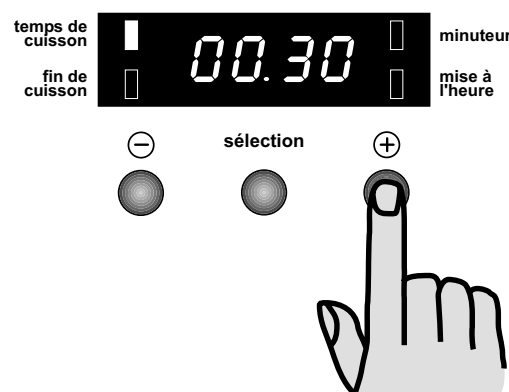 temps de
cuisson
fin de
cuisson
00.30
minuteur
mise à
l'heure
sélection